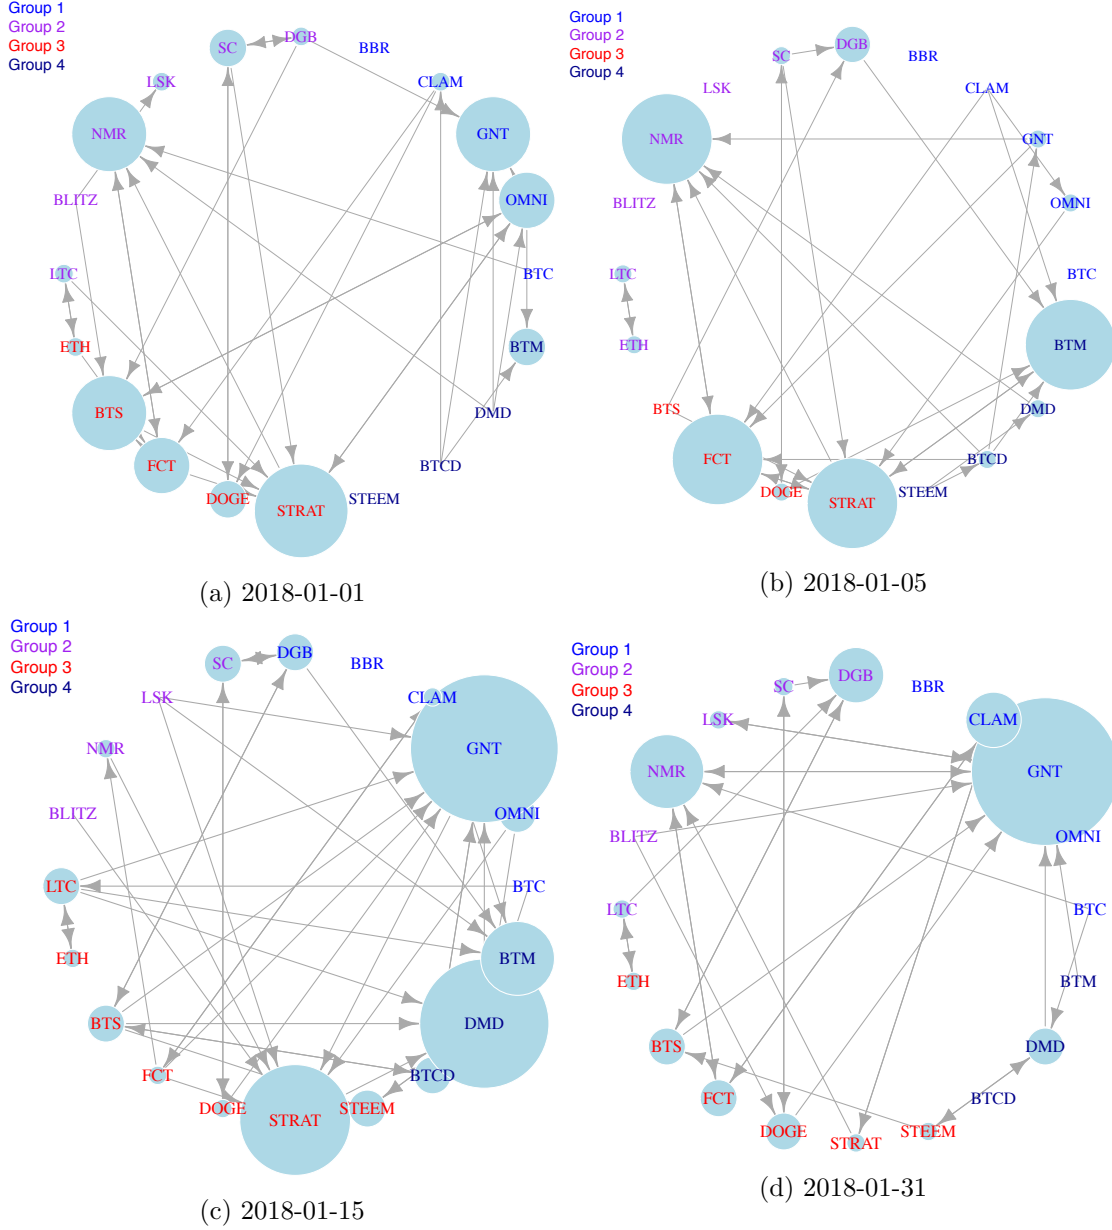 Group 1
Group 2
Group 3
Group 4
DGB
BBR
SC
CLAM
LSK
GNT
NMR
OMNI
BLITZ
BTC
LTC
BTM
ETH
DMD
BTS
BTCD
FCT
STEEM
DOGE
STRAT
(a) 2018-01-01
Group 1
Group 2
Group 3
Group 4
DGB
BBR
SC
CLAM
LSK
GNT
NMR
OMNI
BLITZ
BTC
LTC
BTM
ETH
DMD
BTS
BTCD
FCT
STEEM
DOGE
STRAT
(b) 2018-01-05
Group 1
Group 2
Group 3
Group 4
DGB
BBR
SC
CLAM
LSK
GNT
NMR
OMNI
BLITZ
BTC
LTC
BTM
ETH
DMD
BTS
BTCD
FCT
STEEM
DOGE
STRAT
(c) 2018-01-15
Group 1
Group 2
Group 3
Group 4
DGB
BBR
SC
CLAM
LSK
GNT
NMR
OMNI
BLITZ
BTC
LTC
BTM
ETH
DMD
BTS
BTCD
FCT
STEEM
DOGE
STRAT
(d) 2018-01-31